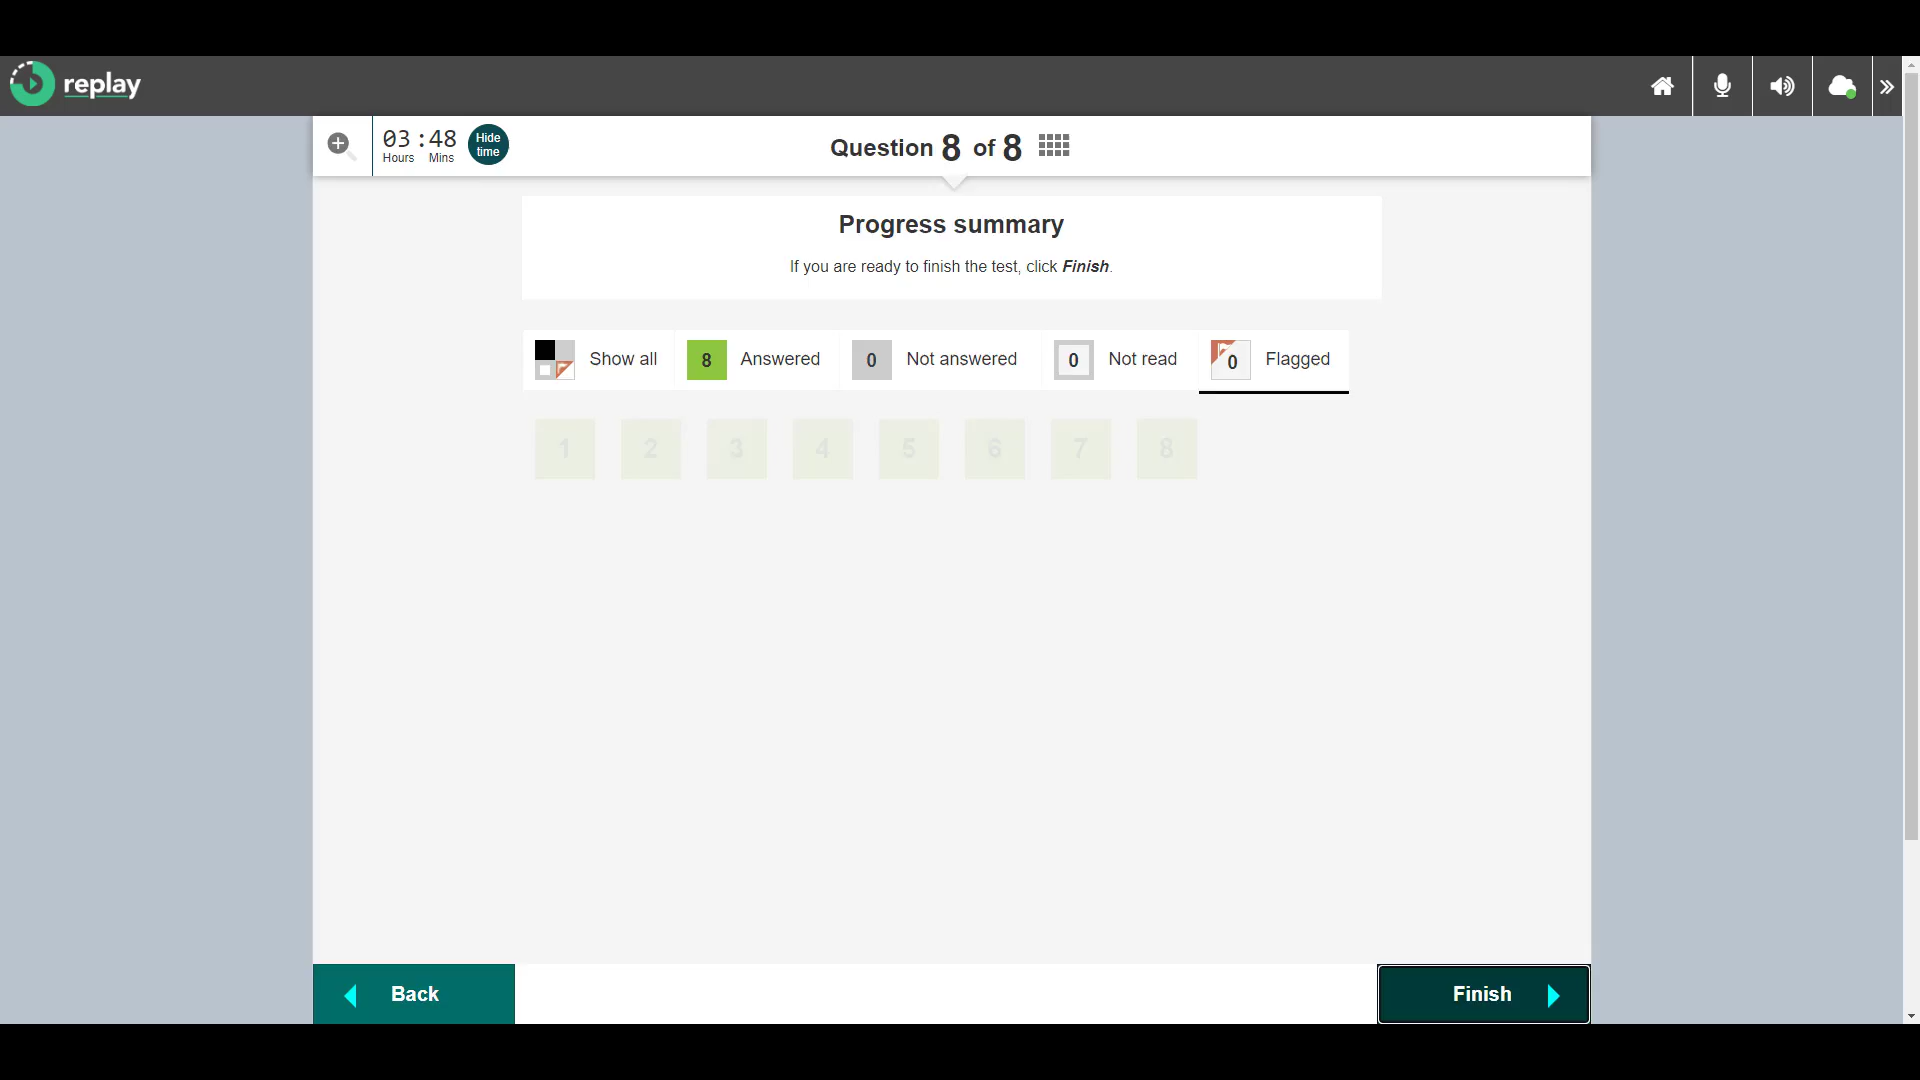 replay
03 : 48
Hours Mins
Hide time
Question 8 of 8
Progress summary
If you are ready to finish the test, click Finish.
Show all
8 Answered
0 Not answered
0 Not read
0 Flagged
1 2 3 4 5 6 7 8
Back
Finish